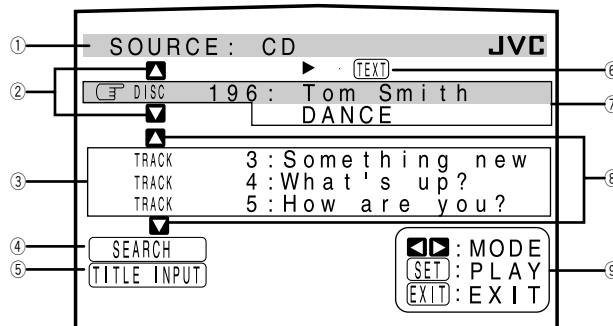 ① SOURCE: CD JVC
② TEXT ⑥
DISC 196: Tom Smith ⑦
DANCE
③ TRACK 3:Something new ⑧
TRACK 4:What's up?
TRACK 5:How are you?
④ SEARCH :MODE
⑤ TITLE INPUT SET:PLAY ⑨
EXIT:EXIT